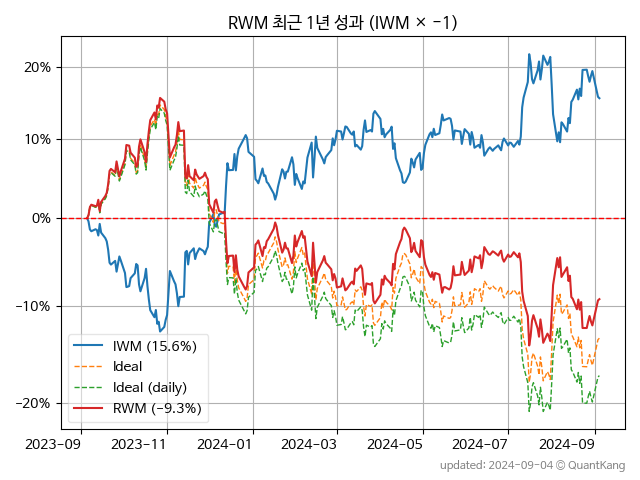 RWM 최근 1년 성과 (IWM × −1)
20%
10%
0%
−10%
−20%
IWM (15.6%)
Ideal
Ideal (daily)
RWM (−9.3%)
2023-09 2023-11 2024-01 2024-03 2024-05 2024-07 2024-09
updated: 2024-09-04 @ QuantKang